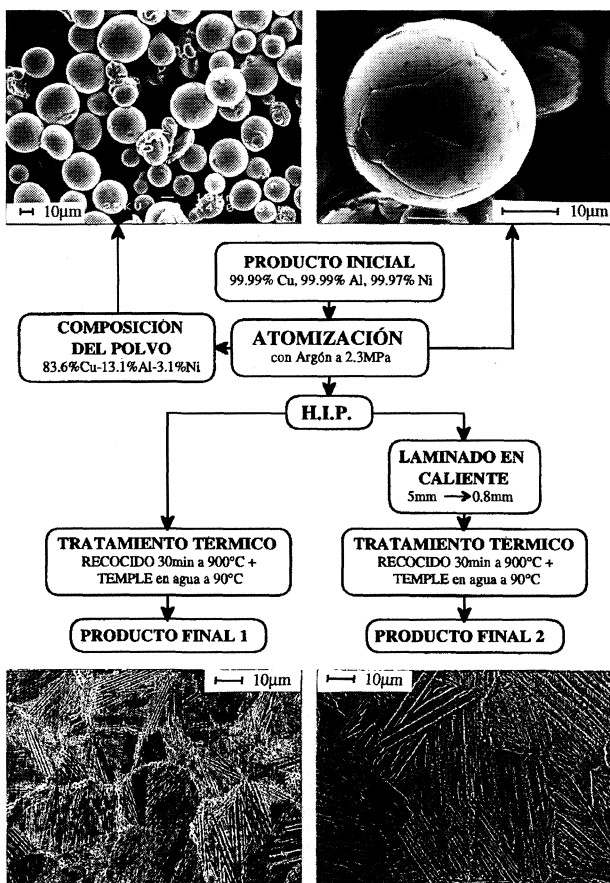 10µm
10µm
PRODUCTO INICIAL
99.99% Cu, 99.99% Al, 99.97% Ni
COMPOSICIÓN
DEL POLVO
83.6%Cu-13.1%Al-3.1%Ni
ATOMIZACIÓN
con Argón a 2.3MPa
H.I.P.
LAMINADO EN
CALIENTE
5mm → 0.8mm
TRATAMIENTO TÉRMICO
RECOCIDO 30min a 900°C +
TEMPLE en agua a 90°C
TRATAMIENTO TÉRMICO
RECOCIDO 30min a 900°C +
TEMPLE en agua a 90°C
PRODUCTO FINAL 1
PRODUCTO FINAL 2
10µm
10µm